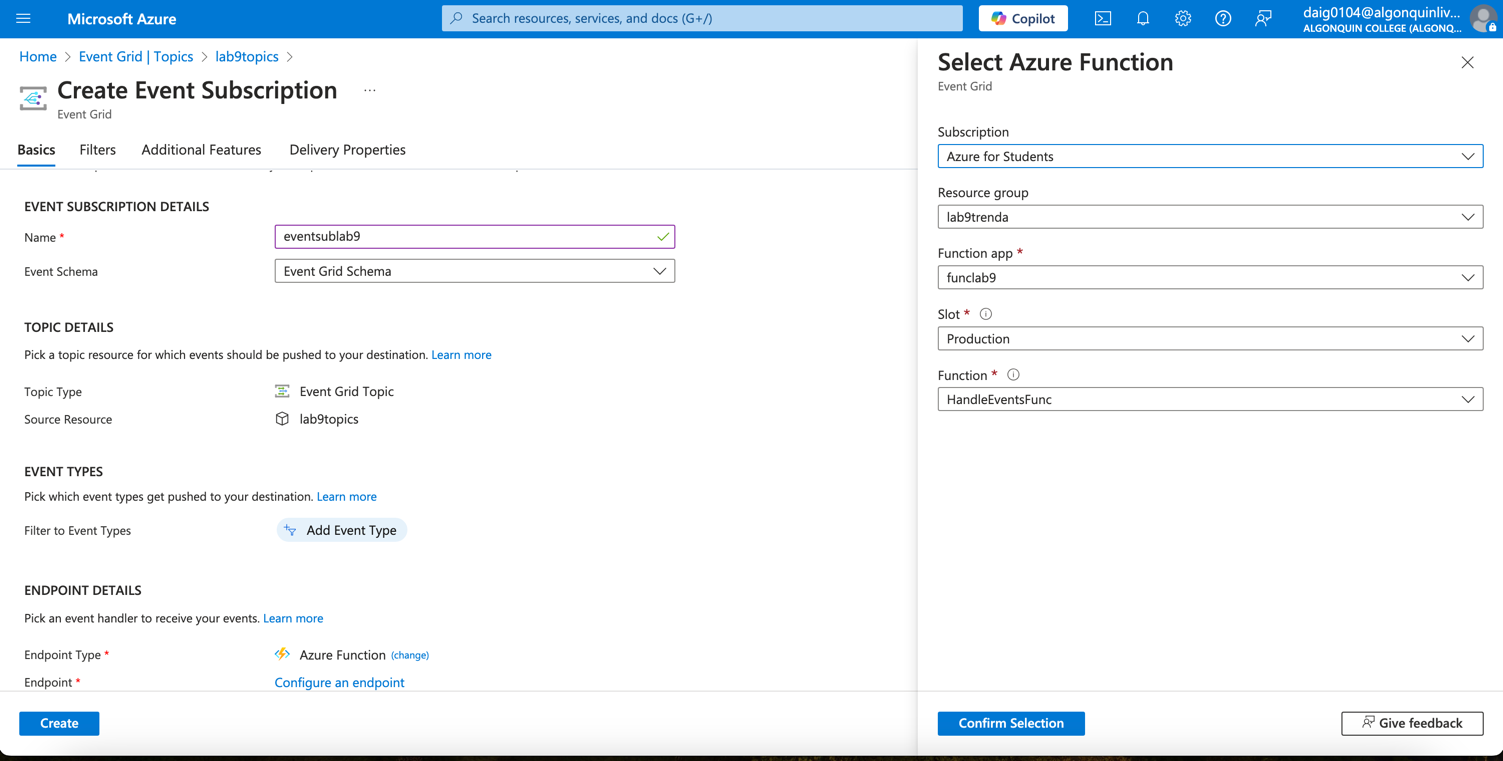 Microsoft Azure
Search resources, services, and docs (G+/)
Copilot
daig0104@algonquinliv...
ALGONQUIN COLLEGE (ALGONQ...
Home > Event Grid | Topics > lab9topics >
Create Event Subscription ...
Event Grid
Basics Filters Additional Features Delivery Properties
EVENT SUBSCRIPTION DETAILS
Name * eventsublab9
Event Schema Event Grid Schema
TOPIC DETAILS
Pick a topic resource for which events should be pushed to your destination. Learn more
Topic Type Event Grid Topic
Source Resource lab9topics
EVENT TYPES
Pick which event types get pushed to your destination. Learn more
Filter to Event Types Add Event Type
ENDPOINT DETAILS
Pick an event handler to receive your events. Learn more
Endpoint Type * Azure Function (change)
Endpoint * Configure an endpoint
Create
Select Azure Function
Event Grid
Subscription
Azure for Students
Resource group
lab9trenda
Function app *
funclab9
Slot *
Production
Function *
HandleEventsFunc
Confirm Selection
Give feedback